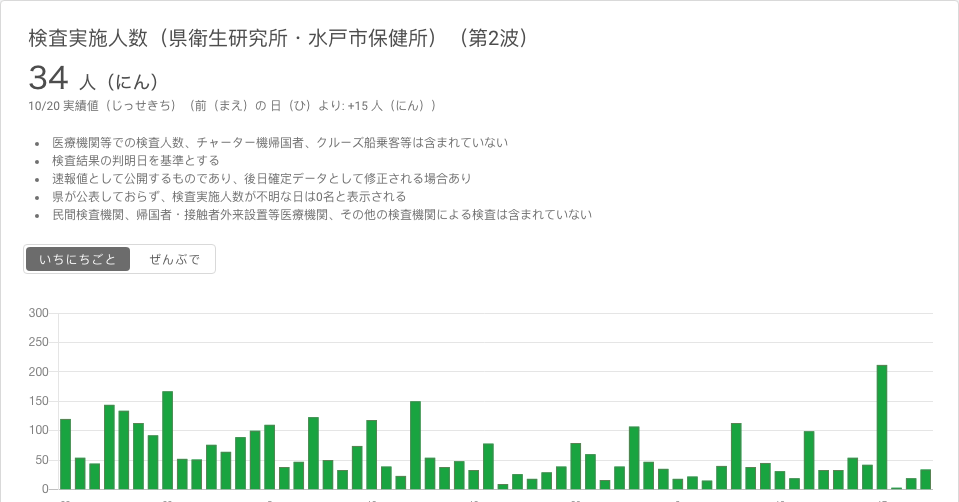 検査実施人数（県衛生研究所・水戸市保健所）（第2波）
34 人（にん）
10/20 実績値（じっせきち）（前（まえ）の 日（ひ）より: +15 人（にん））
• 医療機関等での検査人数、チャーター機帰国者、クルーズ船乗客等は含まれていない
• 検査結果の判明日を基準とする
• 速報値として公開するものであり、後日確定データとして修正される場合あり
• 県が公表しておらず、検査実施人数が不明な日は0名と表示される
• 民間検査機関、帰国者・接触者外来設置等医療機関、その他の検査機関による検査は含まれていない
いちにちごと ぜんぶで
300
250
200
150
100
50
0